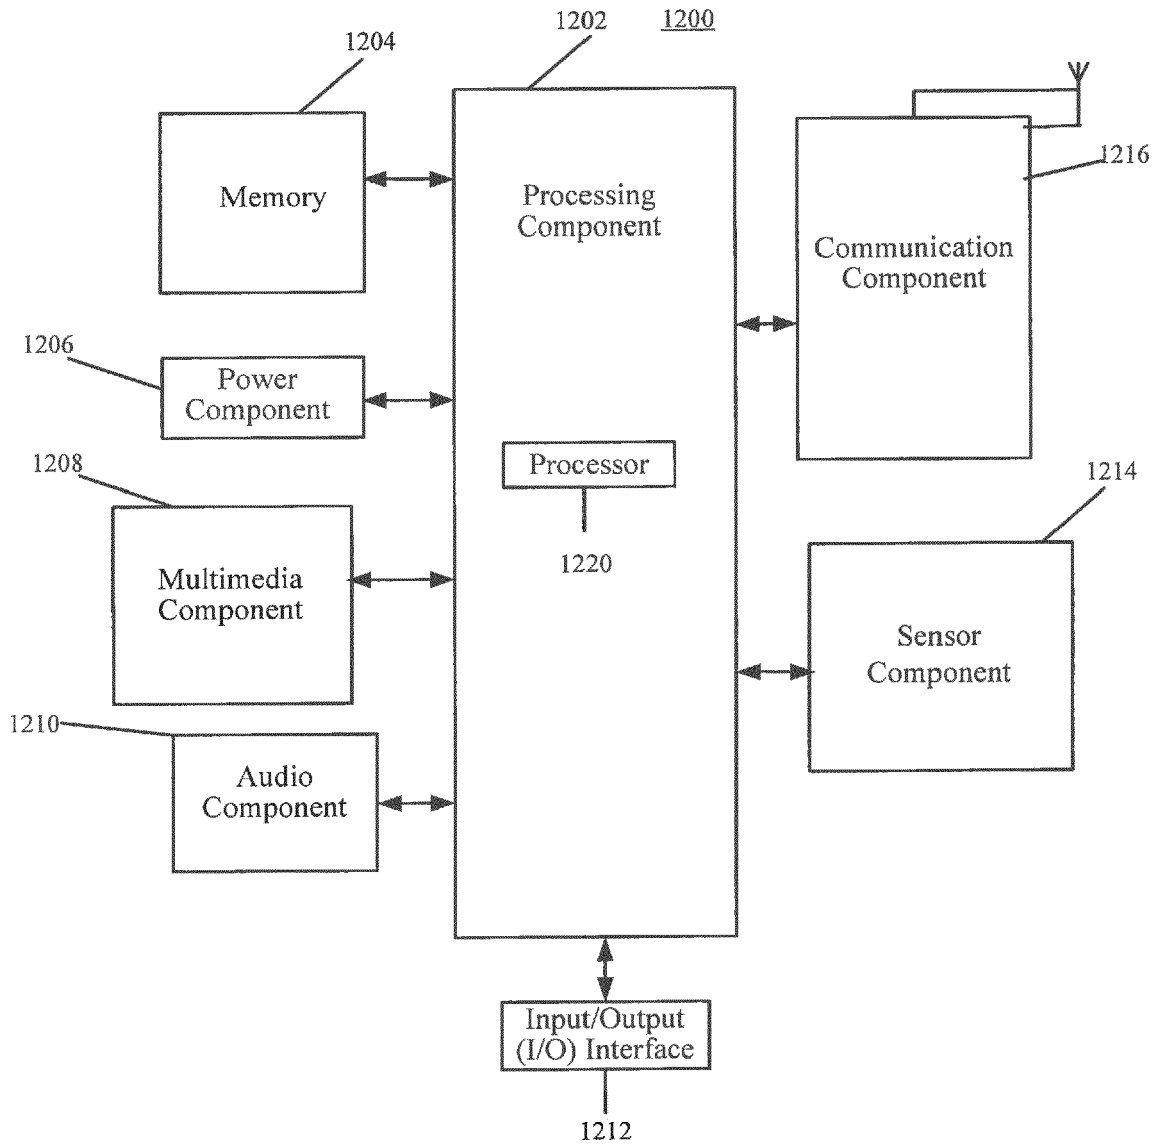 1202
1200
1204
Memory
Processing
Component
1216
Communication
Component
1206
Power
Component
Processor
1208
1214
1220
Multimedia
Component
Sensor
Component
1210
Audio
Component
Input/Output
(I/O) Interface
1212